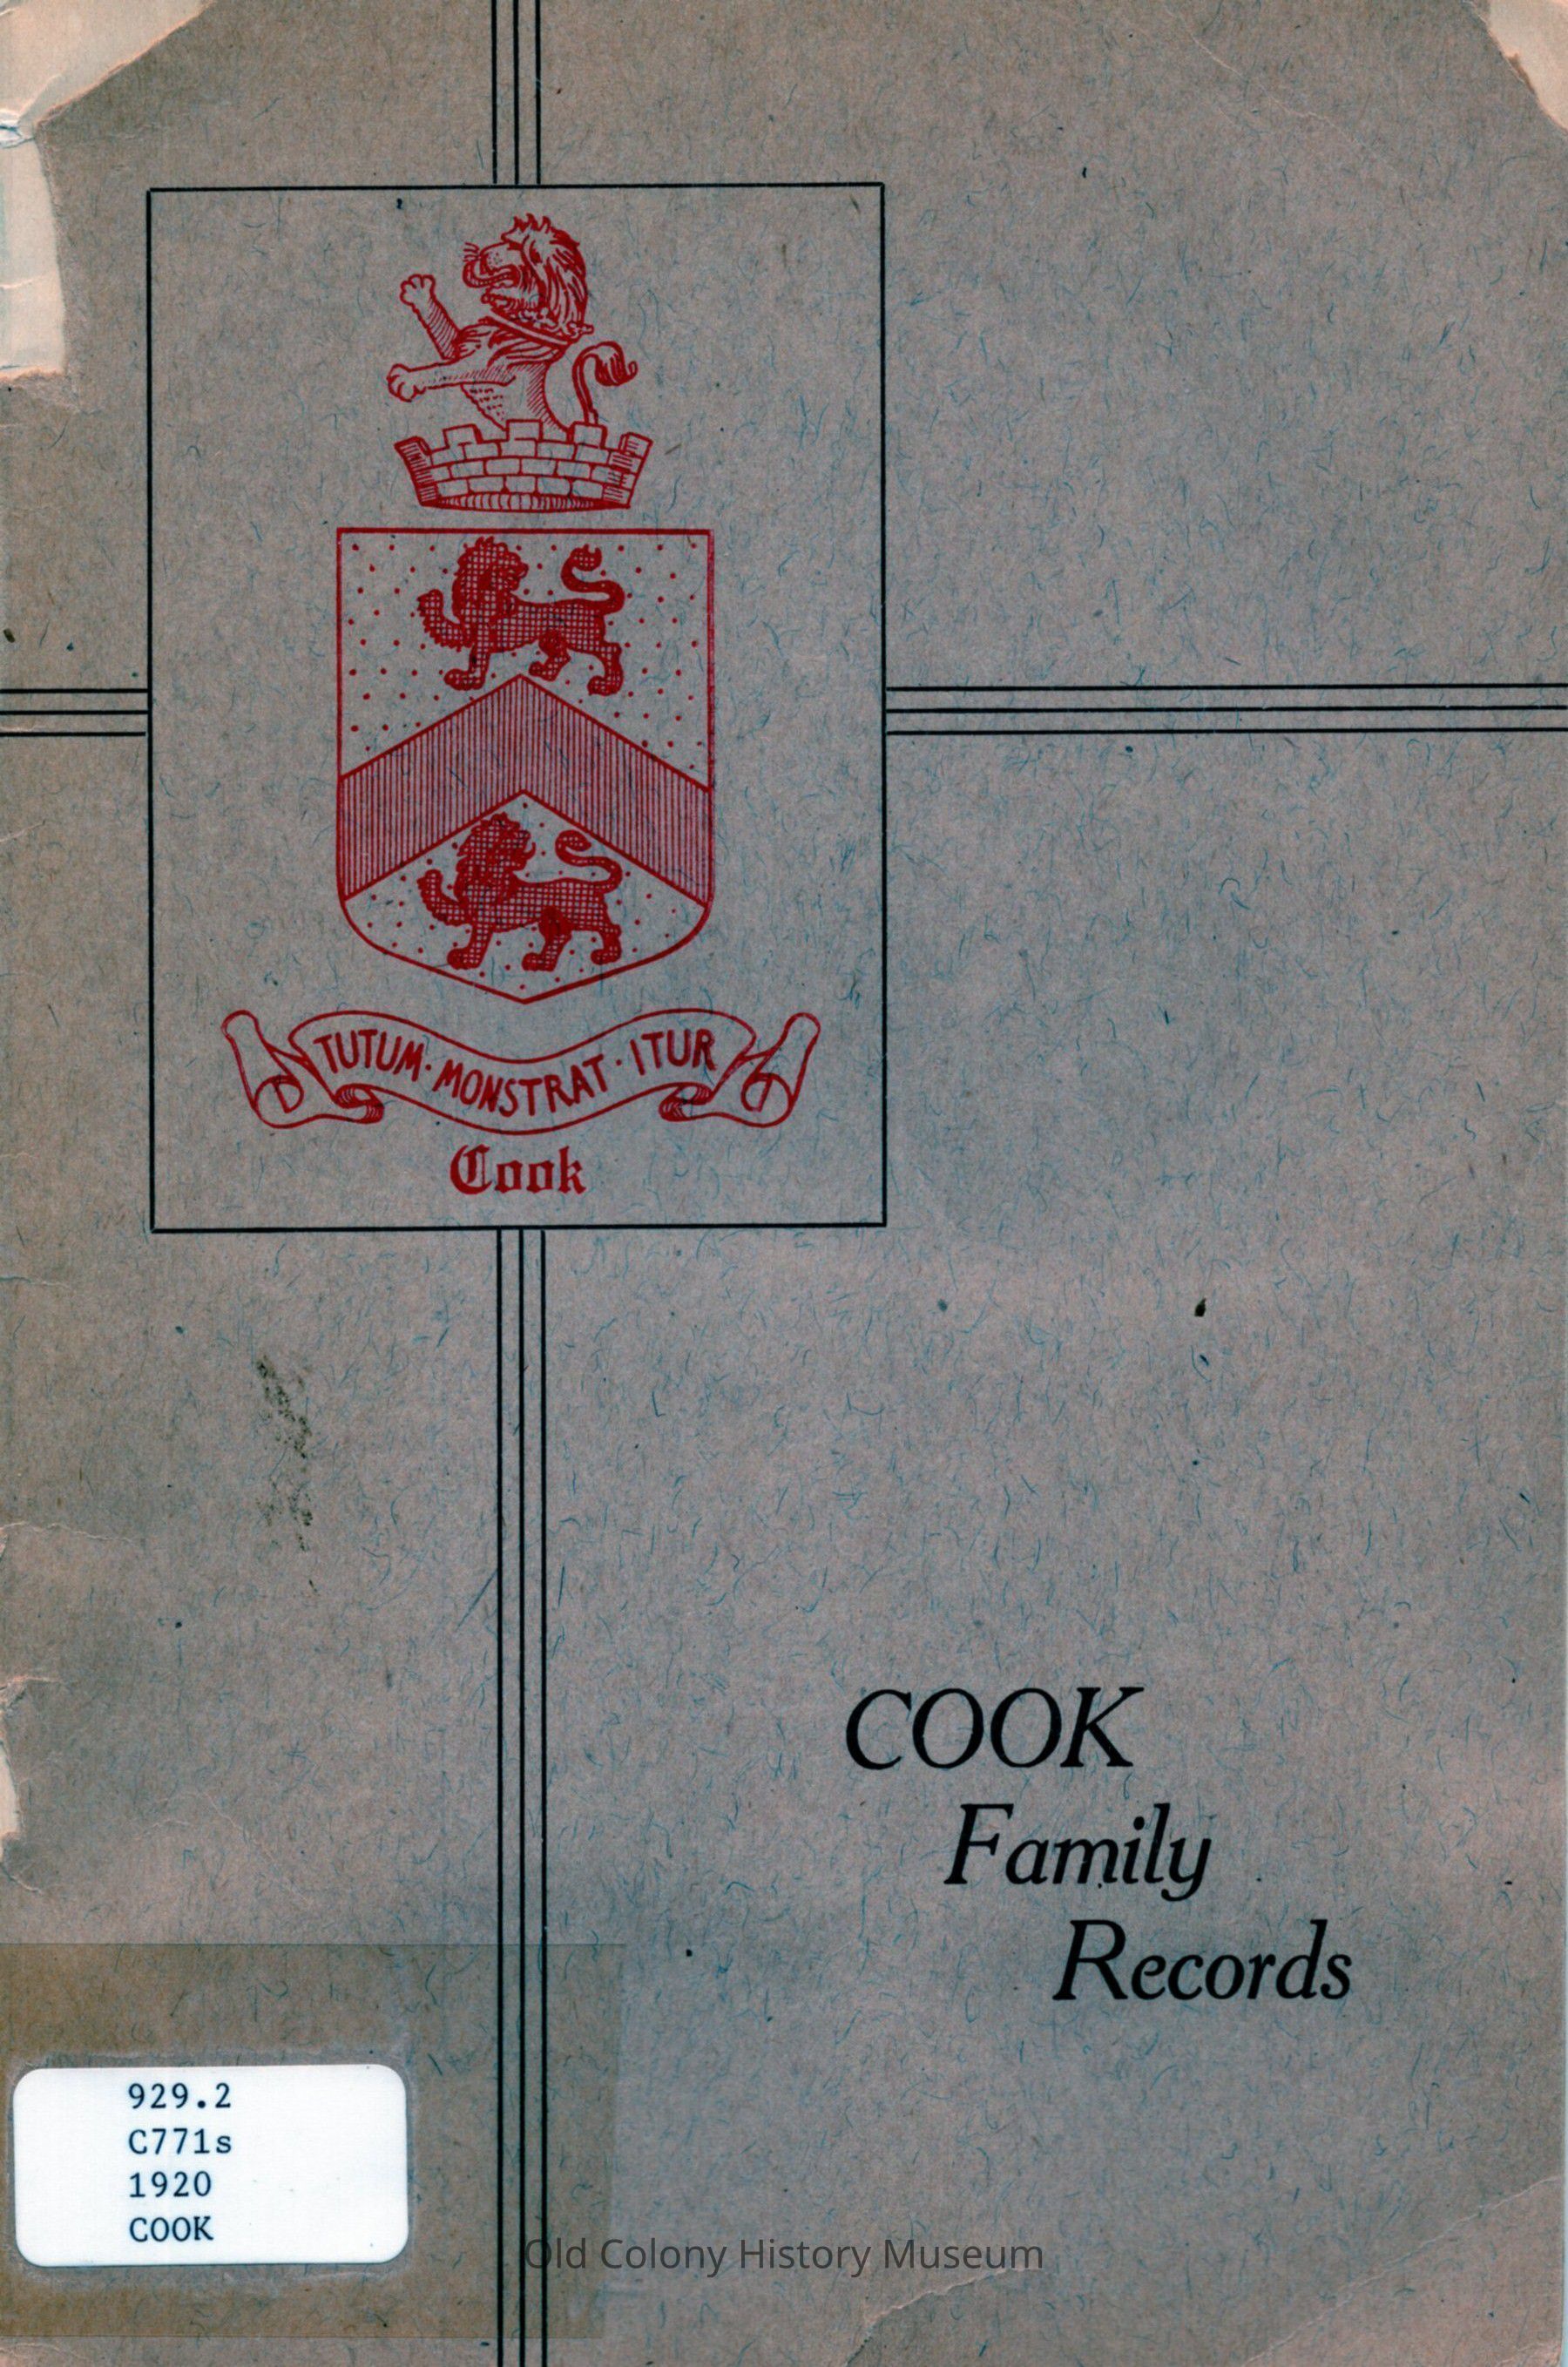 TUTUM · MONSTRAT · ITUR
Cook
COOK
Family
Records
929.2
C771s
1920
COOK
Old Colony History Museum